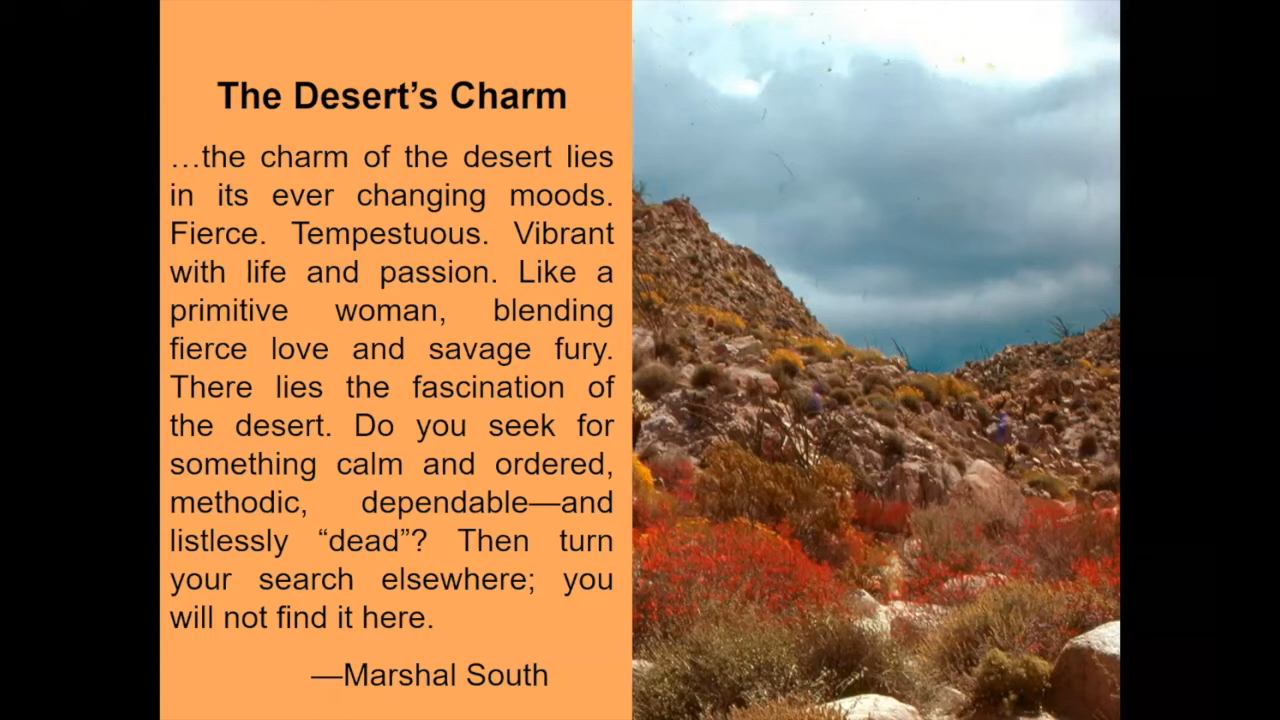 The Desert’s Charm
…the charm of the desert lies
in its ever changing moods.
Fierce. Tempestuous. Vibrant
with life and passion. Like a
primitive woman, blending
fierce love and savage fury.
There lies the fascination of
the desert. Do you seek for
something calm and ordered,
methodic, dependable—and
listlessly “dead”? Then turn
your search elsewhere; you
will not find it here.
—Marshal South